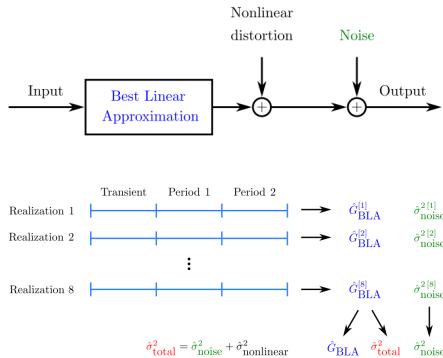 Nonlinear
distortion
Noise
Input
Best Linear
Approximation
+
+
Output
Transient Period 1 Period 2
Realization 1 Ĝ[1]BLA σ̂2[1]noise
Realization 2 Ĝ[2]BLA σ̂2[2]noise
⋮
Realization 8 Ĝ[8]BLA σ̂2[8]noise
σ̂2total = σ̂2noise + σ̂2nonlinear ĜBLA σ̂2total σ̂2noise